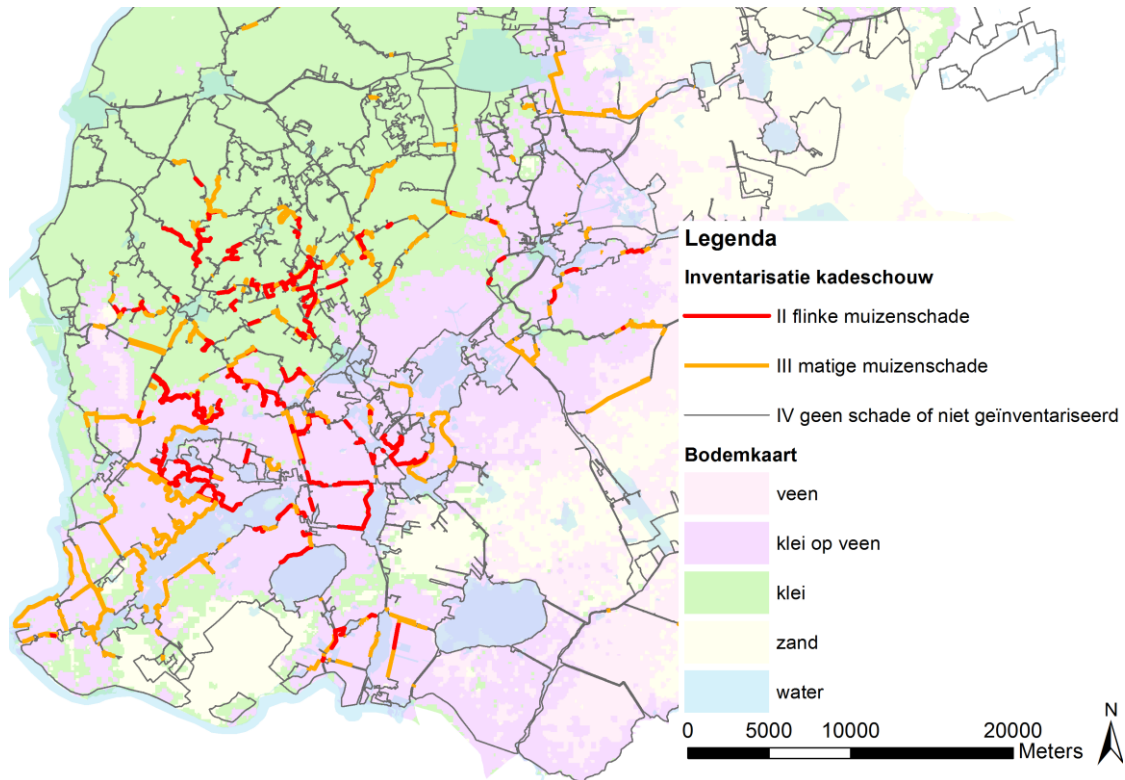 Legenda
Inventarisatie kadeschouw
II flinke muizenschade
III matige muizenschade
IV geen schade of niet geïnventariseerd
Bodemkaart
veen
klei op veen
klei
zand
water
0 5000 10000 20000
Meters
N